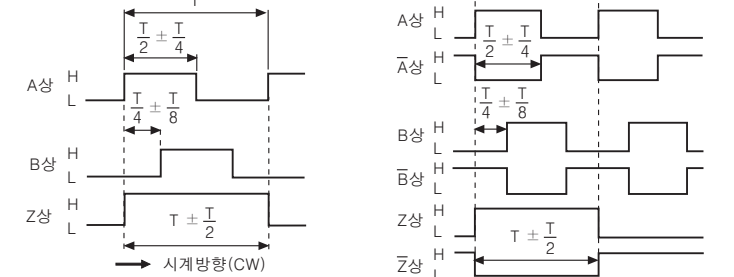 T
T/2 ± T/4
A상 H L
T/4 ± T/8
B상 H L
Z상 H L
T ± T/2
시계방향(CW)
A상 H L
T/2 ± T/4
A̅상 H L
T/4 ± T/8
B상 H L
B̅상 H L
Z상 H L
T ± T/2
Z̅상 H L